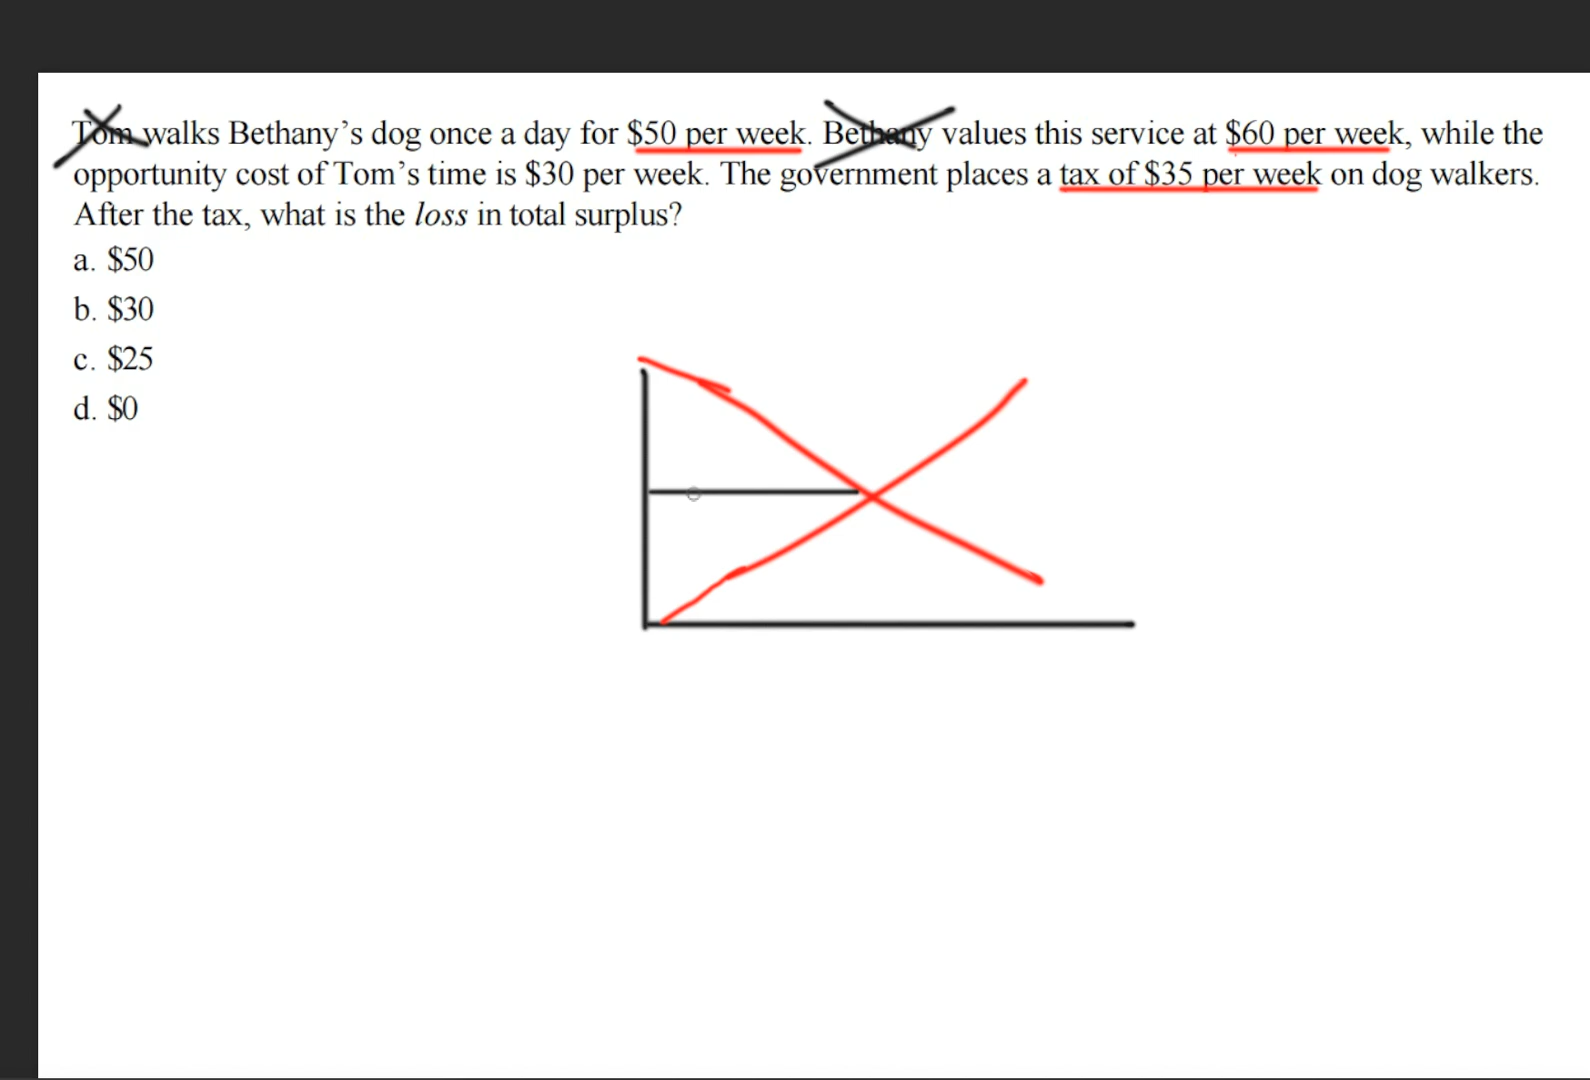 Tom walks Bethany’s dog once a day for $50 per week. Bethany values this service at $60 per week, while the
opportunity cost of Tom’s time is $30 per week. The government places a tax of $35 per week on dog walkers.
After the tax, what is the loss in total surplus?
a. $50
b. $30
c. $25
d. $0